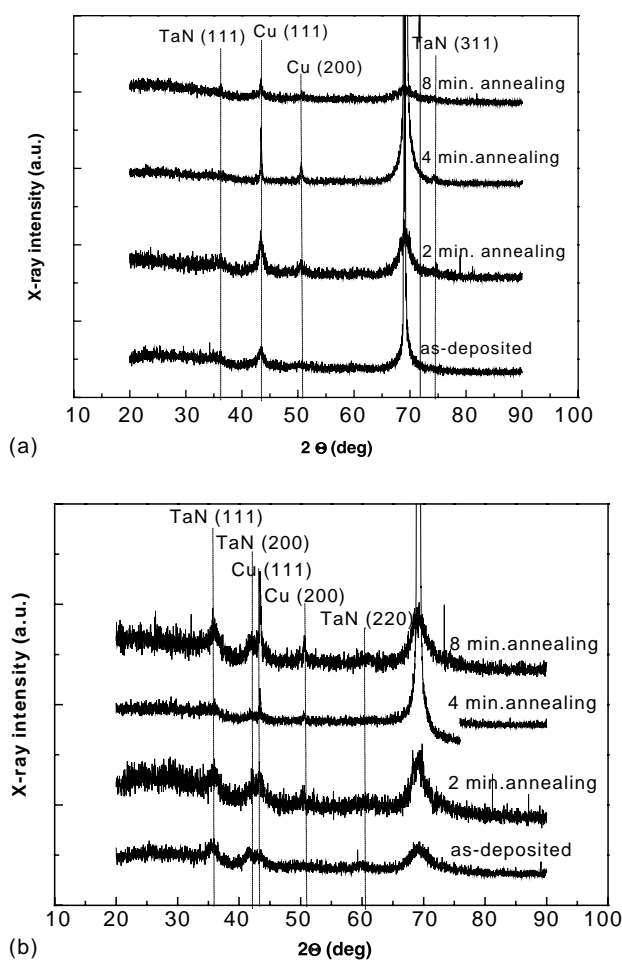 TaN (111)
Cu (111)
Cu (200)
TaN (311)
8 min. annealing
4 min.annealing
2 min. annealing
as-deposited
X-ray intensity (a.u.)
10 20 30 40 50 60 70 80 90 100
2 Θ (deg)
(a)
TaN (111)
TaN (200)
Cu (111)
Cu (200)
TaN (220)
8 min.annealing
4 min.annealing
2 min.annealing
as-deposited
X-ray intensity (a.u.)
10 20 30 40 50 60 70 80 90 100
2Θ (deg)
(b)